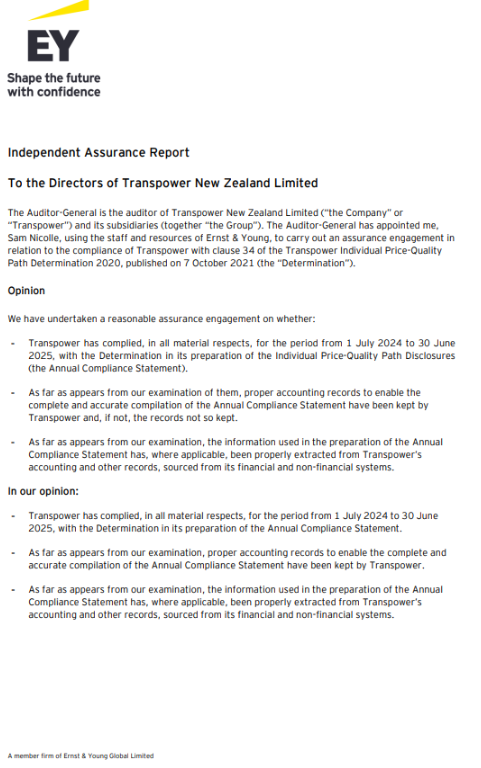 EY
Shape the future
with confidence
Independent Assurance Report
To the Directors of Transpower New Zealand Limited
The Auditor-General is the auditor of Transpower New Zealand Limited (“the Company” or
“Transpower”) and its subsidiaries (together “the Group”). The Auditor-General has appointed me,
Sam Nicolle, using the staff and resources of Ernst & Young, to carry out an assurance engagement in
relation to the compliance of Transpower with clause 34 of the Transpower Individual Price-Quality
Path Determination 2020, published on 7 October 2021 (the “Determination”).
Opinion
We have undertaken a reasonable assurance engagement on whether:
- Transpower has complied, in all material respects, for the period from 1 July 2024 to 30 June
2025, with the Determination in its preparation of the Individual Price-Quality Path Disclosures
(the Annual Compliance Statement).
- As far as appears from our examination of them, proper accounting records to enable the
complete and accurate compilation of the Annual Compliance Statement have been kept by
Transpower and, if not, the records not so kept.
- As far as appears from our examination, the information used in the preparation of the Annual
Compliance Statement has, where applicable, been properly extracted from Transpower’s
accounting and other records, sourced from its financial and non-financial systems.
In our opinion:
- Transpower has complied, in all material respects, for the period from 1 July 2024 to 30 June
2025, with the Determination in its preparation of the Annual Compliance Statement.
- As far as appears from our examination, proper accounting records to enable the complete and
accurate compilation of the Annual Compliance Statement have been kept by Transpower.
- As far as appears from our examination, the information used in the preparation of the Annual
Compliance Statement has, where applicable, been properly extracted from Transpower’s
accounting and other records, sourced from its financial and non-financial systems.
A member firm of Ernst & Young Global Limited